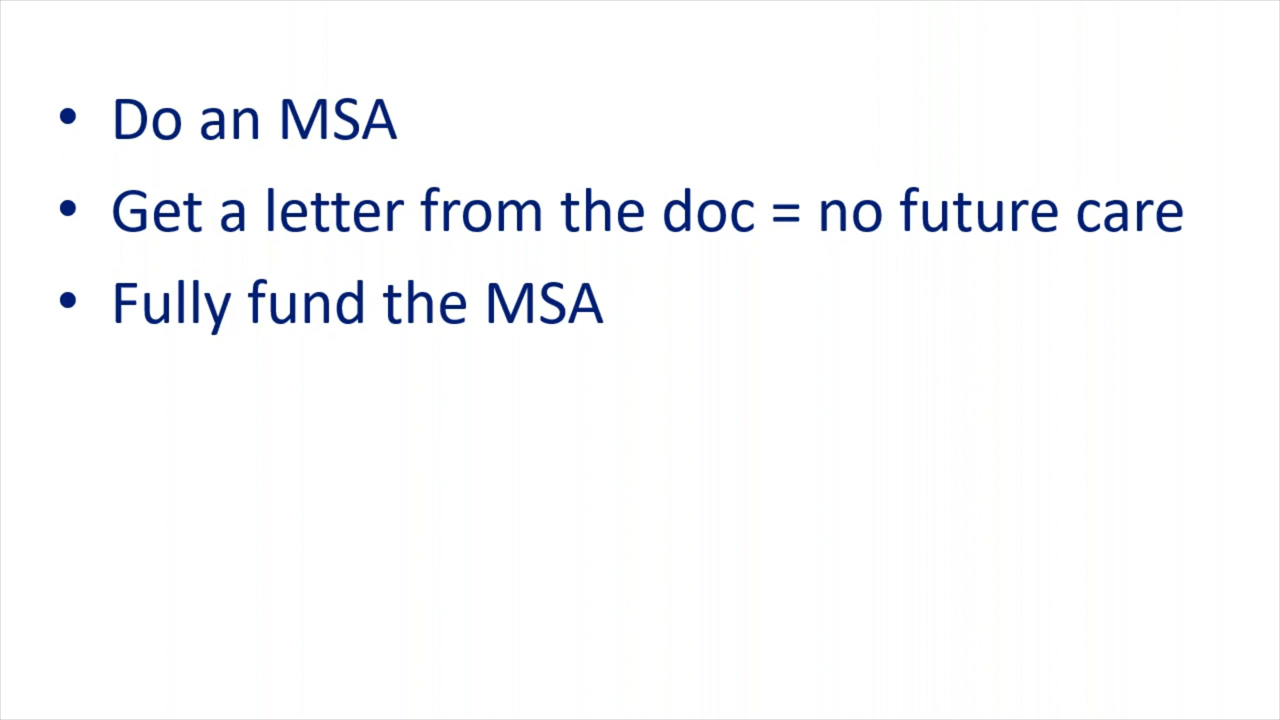 • Do an MSA
• Get a letter from the doc = no future care
• Fully fund the MSA